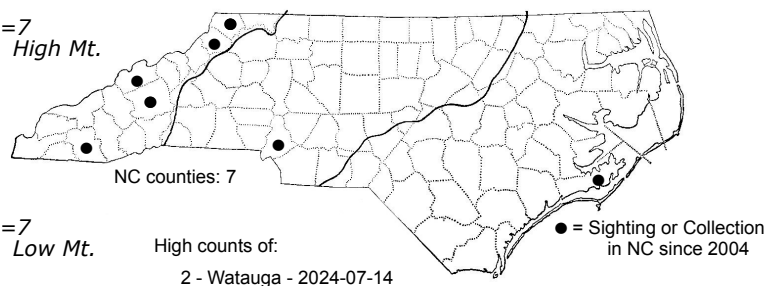 =7
High Mt.
NC counties: 7
=7
Low Mt.
High counts of:
2 - Watauga - 2024-07-14
● = Sighting or Collection
in NC since 2004